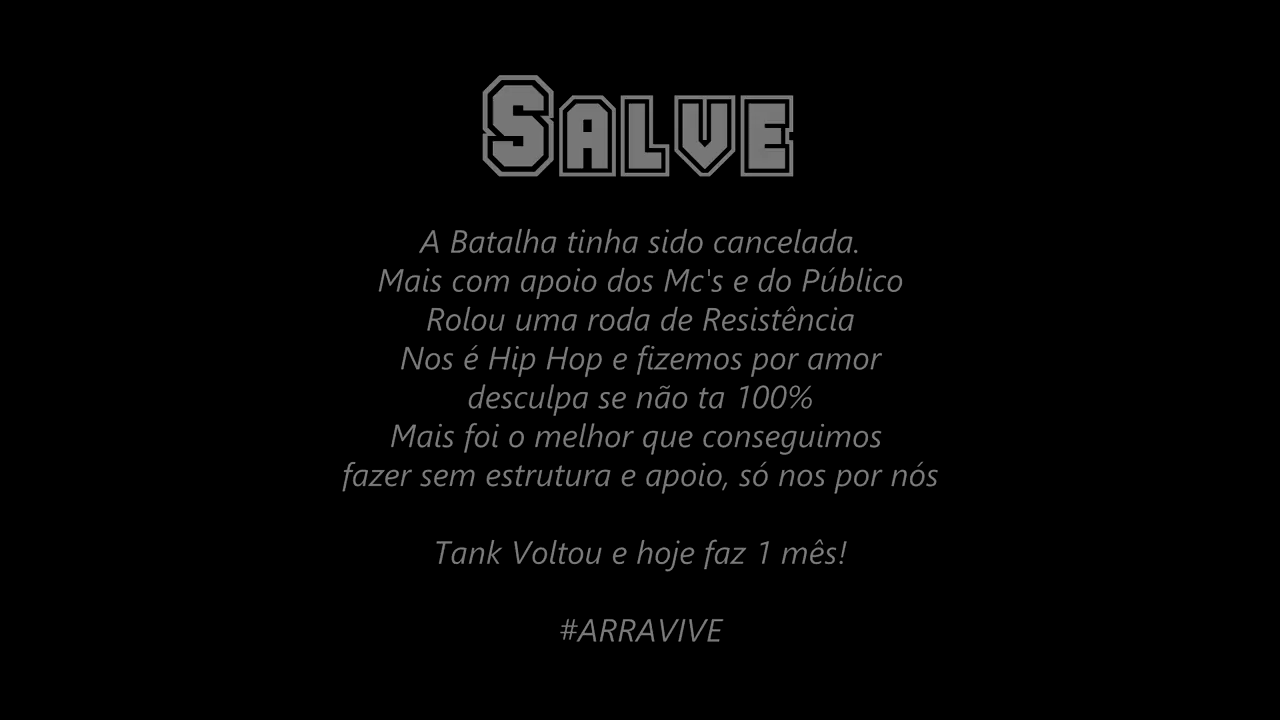 Salve
A Batalha tinha sido cancelada.
Mais com apoio dos Mc's e do Público
Rolou uma roda de Resistência
Nos é Hip Hop e fizemos por amor
desculpa se não ta 100%
Mais foi o melhor que conseguimos
fazer sem estrutura e apoio, só nos por nós
Tank Voltou e hoje faz 1 mês!
#ARRAVIVE